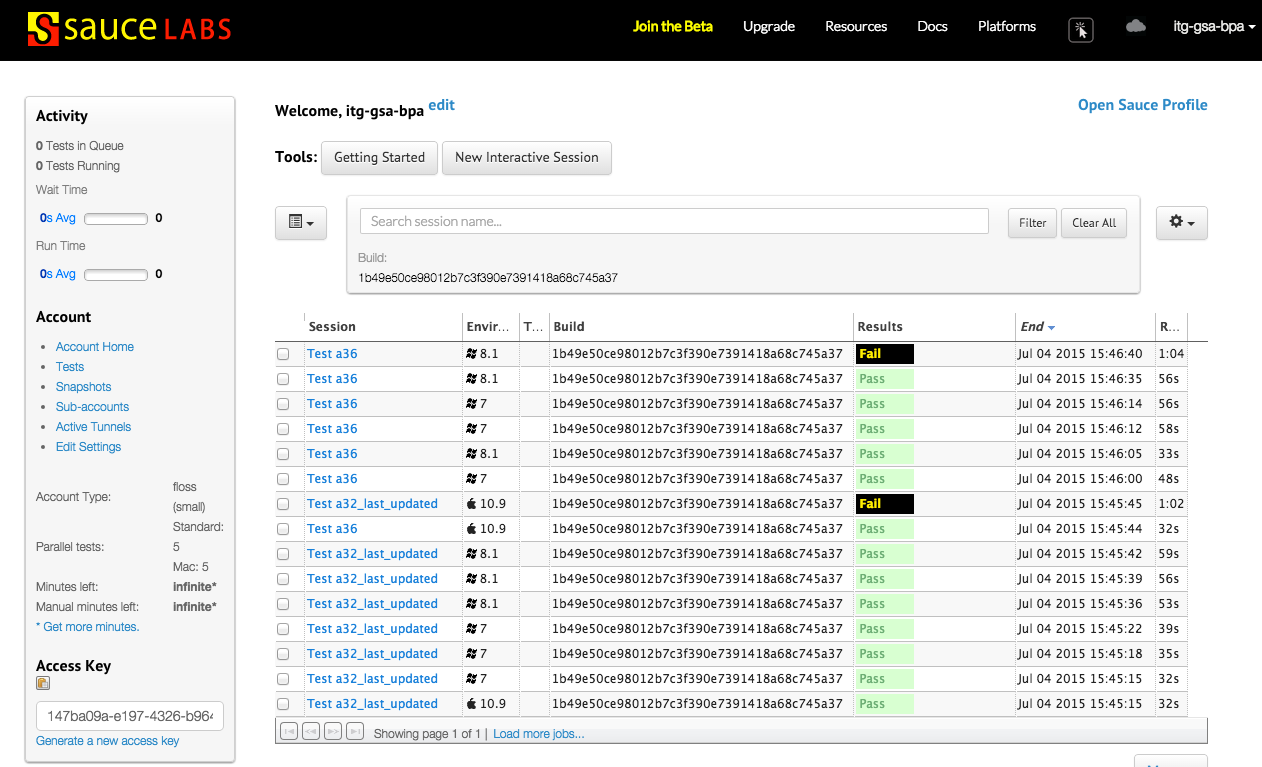 sauce LABS
Join the Beta Upgrade Resources Docs Platforms itg-gsa-bpa
Activity
0 Tests in Queue
0 Tests Running
Wait Time
0s Avg 0
Run Time
0s Avg 0
Account
Account Home
Tests
Snapshots
Sub-accounts
Active Tunnels
Edit Settings
Account Type: floss (small)
Parallel tests: Standard: 5 Mac: 5
Minutes left: infinite*
Manual minutes left: infinite*
* Get more minutes.
Access Key
147ba09a-e197-4326-b964
Generate a new access key
Welcome, itg-gsa-bpa edit
Open Sauce Profile
Tools: Getting Started New Interactive Session
Search session name... Filter Clear All
Build:
1b49e50ce98012b7c3f390e7391418a68c745a37
Session Envir... T... Build Results End R...
Test a36 8.1 1b49e50ce98012b7c3f390e7391418a68c745a37 Fail Jul 04 2015 15:46:40 1:04
Test a36 8.1 1b49e50ce98012b7c3f390e7391418a68c745a37 Pass Jul 04 2015 15:46:35 56s
Test a36 7 1b49e50ce98012b7c3f390e7391418a68c745a37 Pass Jul 04 2015 15:46:14 56s
Test a36 7 1b49e50ce98012b7c3f390e7391418a68c745a37 Pass Jul 04 2015 15:46:12 58s
Test a36 8.1 1b49e50ce98012b7c3f390e7391418a68c745a37 Pass Jul 04 2015 15:46:05 33s
Test a36 7 1b49e50ce98012b7c3f390e7391418a68c745a37 Pass Jul 04 2015 15:46:00 48s
Test a32_last_updated 10.9 1b49e50ce98012b7c3f390e7391418a68c745a37 Fail Jul 04 2015 15:45:45 1:02
Test a36 10.9 1b49e50ce98012b7c3f390e7391418a68c745a37 Pass Jul 04 2015 15:45:44 32s
Test a32_last_updated 8.1 1b49e50ce98012b7c3f390e7391418a68c745a37 Pass Jul 04 2015 15:45:42 59s
Test a32_last_updated 8.1 1b49e50ce98012b7c3f390e7391418a68c745a37 Pass Jul 04 2015 15:45:39 56s
Test a32_last_updated 8.1 1b49e50ce98012b7c3f390e7391418a68c745a37 Pass Jul 04 2015 15:45:36 53s
Test a32_last_updated 7 1b49e50ce98012b7c3f390e7391418a68c745a37 Pass Jul 04 2015 15:45:22 39s
Test a32_last_updated 7 1b49e50ce98012b7c3f390e7391418a68c745a37 Pass Jul 04 2015 15:45:18 35s
Test a32_last_updated 7 1b49e50ce98012b7c3f390e7391418a68c745a37 Pass Jul 04 2015 15:45:15 32s
Test a32_last_updated 10.9 1b49e50ce98012b7c3f390e7391418a68c745a37 Pass Jul 04 2015 15:45:15 32s
Showing page 1 of 1 | Load more jobs...